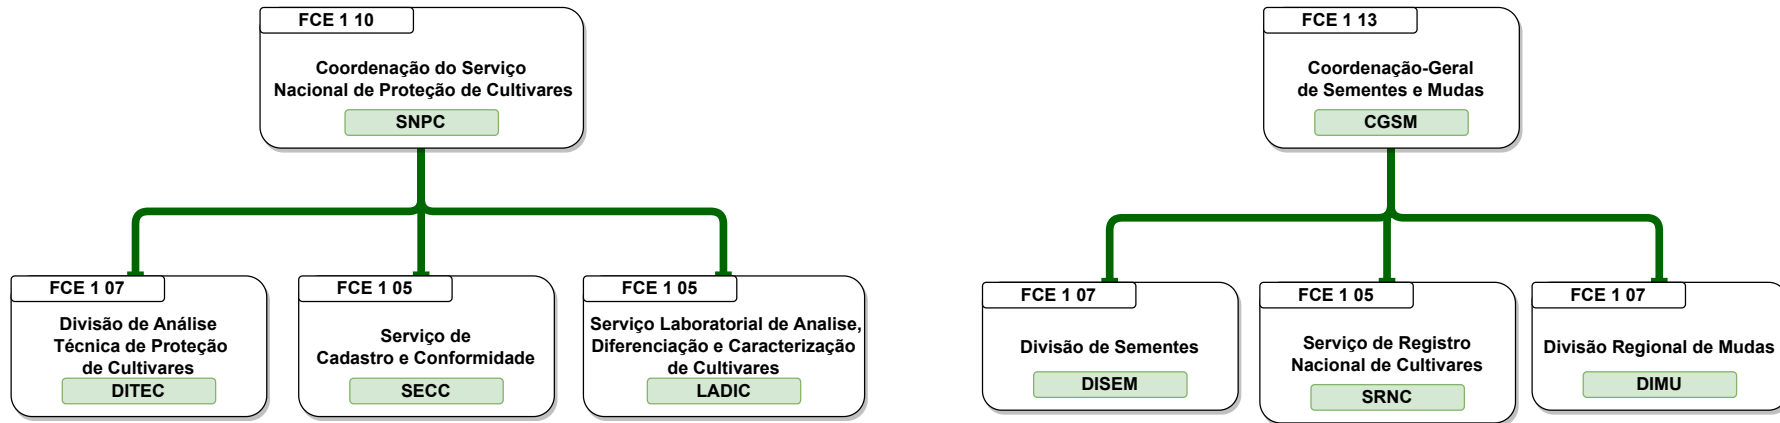 FCE 1 10
Coordenação do Serviço
Nacional de Proteção de Cultivares
SNPC
FCE 1 13
Coordenação-Geral
de Sementes e Mudas
CGSM
FCE 1 07
Divisão de Análise
Técnica de Proteção
de Cultivares
DITEC
FCE 1 05
Serviço de
Cadastro e Conformidade
SECC
FCE 1 05
Serviço Laboratorial de Analise,
Diferenciação e Caracterização
de Cultivares
LADIC
FCE 1 07
Divisão de Sementes
DISEM
FCE 1 05
Serviço de Registro
Nacional de Cultivares
SRNC
FCE 1 07
Divisão Regional de Mudas
DIMU